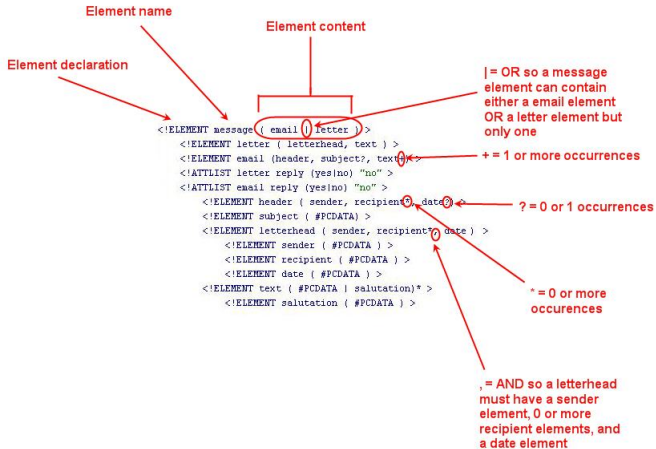 Element name
Element content
Element declaration
| = OR so a message
element can contain
either a email element
OR a letter element but
only one
<!ELEMENT message ( email | letter ) >
<!ELEMENT letter ( letterhead, text ) >
<!ELEMENT email (header, subject?, text+) >
<!ATTLIST letter reply (yes|no) "no" >
<!ATTLIST email reply (yes|no) "no" >
<!ELEMENT header ( sender, recipient*, date?) >
<!ELEMENT subject ( #PCDATA) >
<!ELEMENT letterhead ( sender, recipient*, date ) >
<!ELEMENT sender ( #PCDATA ) >
<!ELEMENT recipient ( #PCDATA ) >
<!ELEMENT date ( #PCDATA ) >
<!ELEMENT text ( #PCDATA | salutation)* >
<!ELEMENT salutation ( #PCDATA ) >
+ = 1 or more occurrences
? = 0 or 1 occurrences
* = 0 or more
occurences
, = AND so a letterhead
must have a sender
element, 0 or more
recipient elements, and
a date element